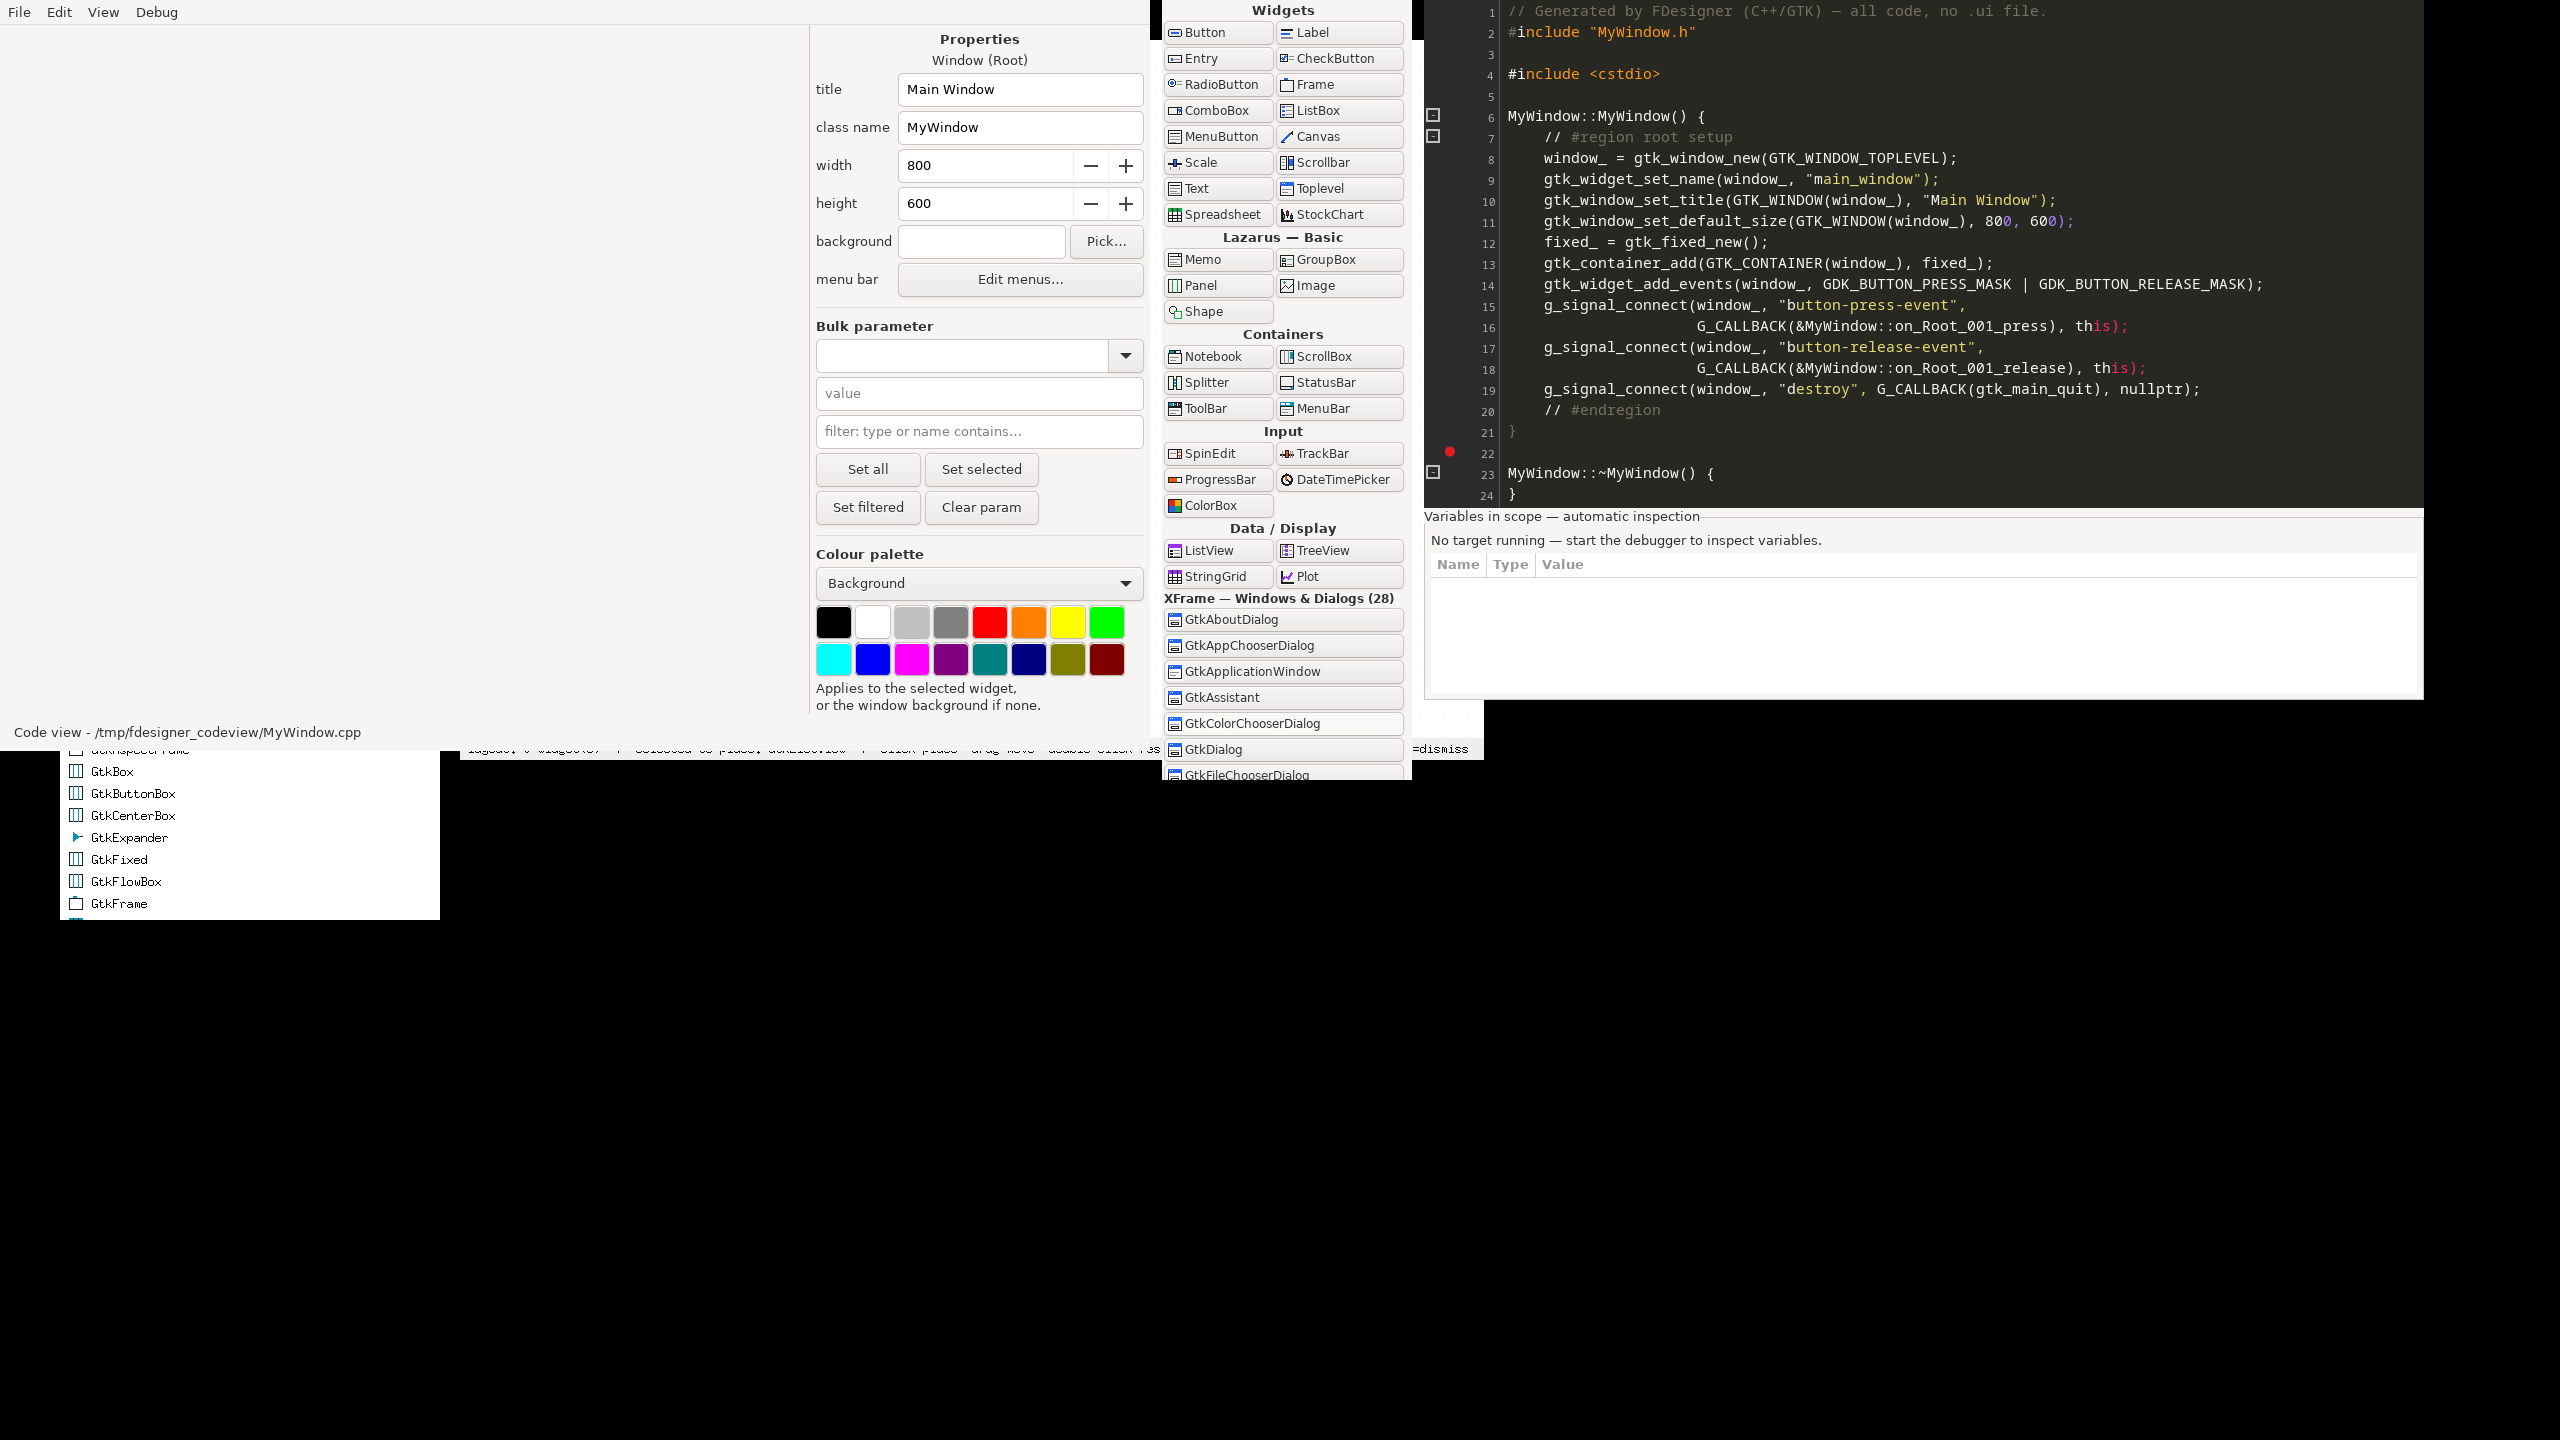 File Edit View Debug
Properties
Window (Root)
title Main Window
class name MyWindow
width 800
height 600
background Pick...
menu bar Edit menus...
Bulk parameter
value
filter: type or name contains...
Set all Set selected
Set filtered Clear param
Colour palette
Background
Applies to the selected widget,
or the window background if none.
Code view - /tmp/fdesigner_codeview/MyWindow.cpp
GtkBox
GtkButtonBox
GtkCenterBox
GtkExpander
GtkFixed
GtkFlowBox
GtkFrame
Widgets
Button Label
Entry CheckButton
RadioButton Frame
ComboBox ListBox
MenuButton Canvas
Scale Scrollbar
Text Toplevel
Spreadsheet StockChart
Lazarus — Basic
Memo GroupBox
Panel Image
Shape
Containers
Notebook ScrollBox
Splitter StatusBar
ToolBar MenuBar
Input
SpinEdit TrackBar
ProgressBar DateTimePicker
ColorBox
Data / Display
ListView TreeView
StringGrid Plot
XFrame — Windows & Dialogs (28)
GtkAboutDialog
GtkAppChooserDialog
GtkApplicationWindow
GtkAssistant
GtkColorChooserDialog
GtkDialog
GtkFileChooserDialog
=dismiss
1 // Generated by FDesigner (C++/GTK) — all code, no .ui file.
2 #include "MyWindow.h"
3
4 #include <cstdio>
5
6 MyWindow::MyWindow() {
7 // #region root setup
8 window_ = gtk_window_new(GTK_WINDOW_TOPLEVEL);
9 gtk_widget_set_name(window_, "main_window");
10 gtk_window_set_title(GTK_WINDOW(window_), "Main Window");
11 gtk_window_set_default_size(GTK_WINDOW(window_), 800, 600);
12 fixed_ = gtk_fixed_new();
13 gtk_container_add(GTK_CONTAINER(window_), fixed_);
14 gtk_widget_add_events(window_, GDK_BUTTON_PRESS_MASK | GDK_BUTTON_RELEASE_MASK);
15 g_signal_connect(window_, "button-press-event",
16 G_CALLBACK(&MyWindow::on_Root_001_press), this);
17 g_signal_connect(window_, "button-release-event",
18 G_CALLBACK(&MyWindow::on_Root_001_release), this);
19 g_signal_connect(window_, "destroy", G_CALLBACK(gtk_main_quit), nullptr);
20 // #endregion
21 }
22
23 MyWindow::~MyWindow() {
24 }
Variables in scope — automatic inspection
No target running — start the debugger to inspect variables.
Name Type Value